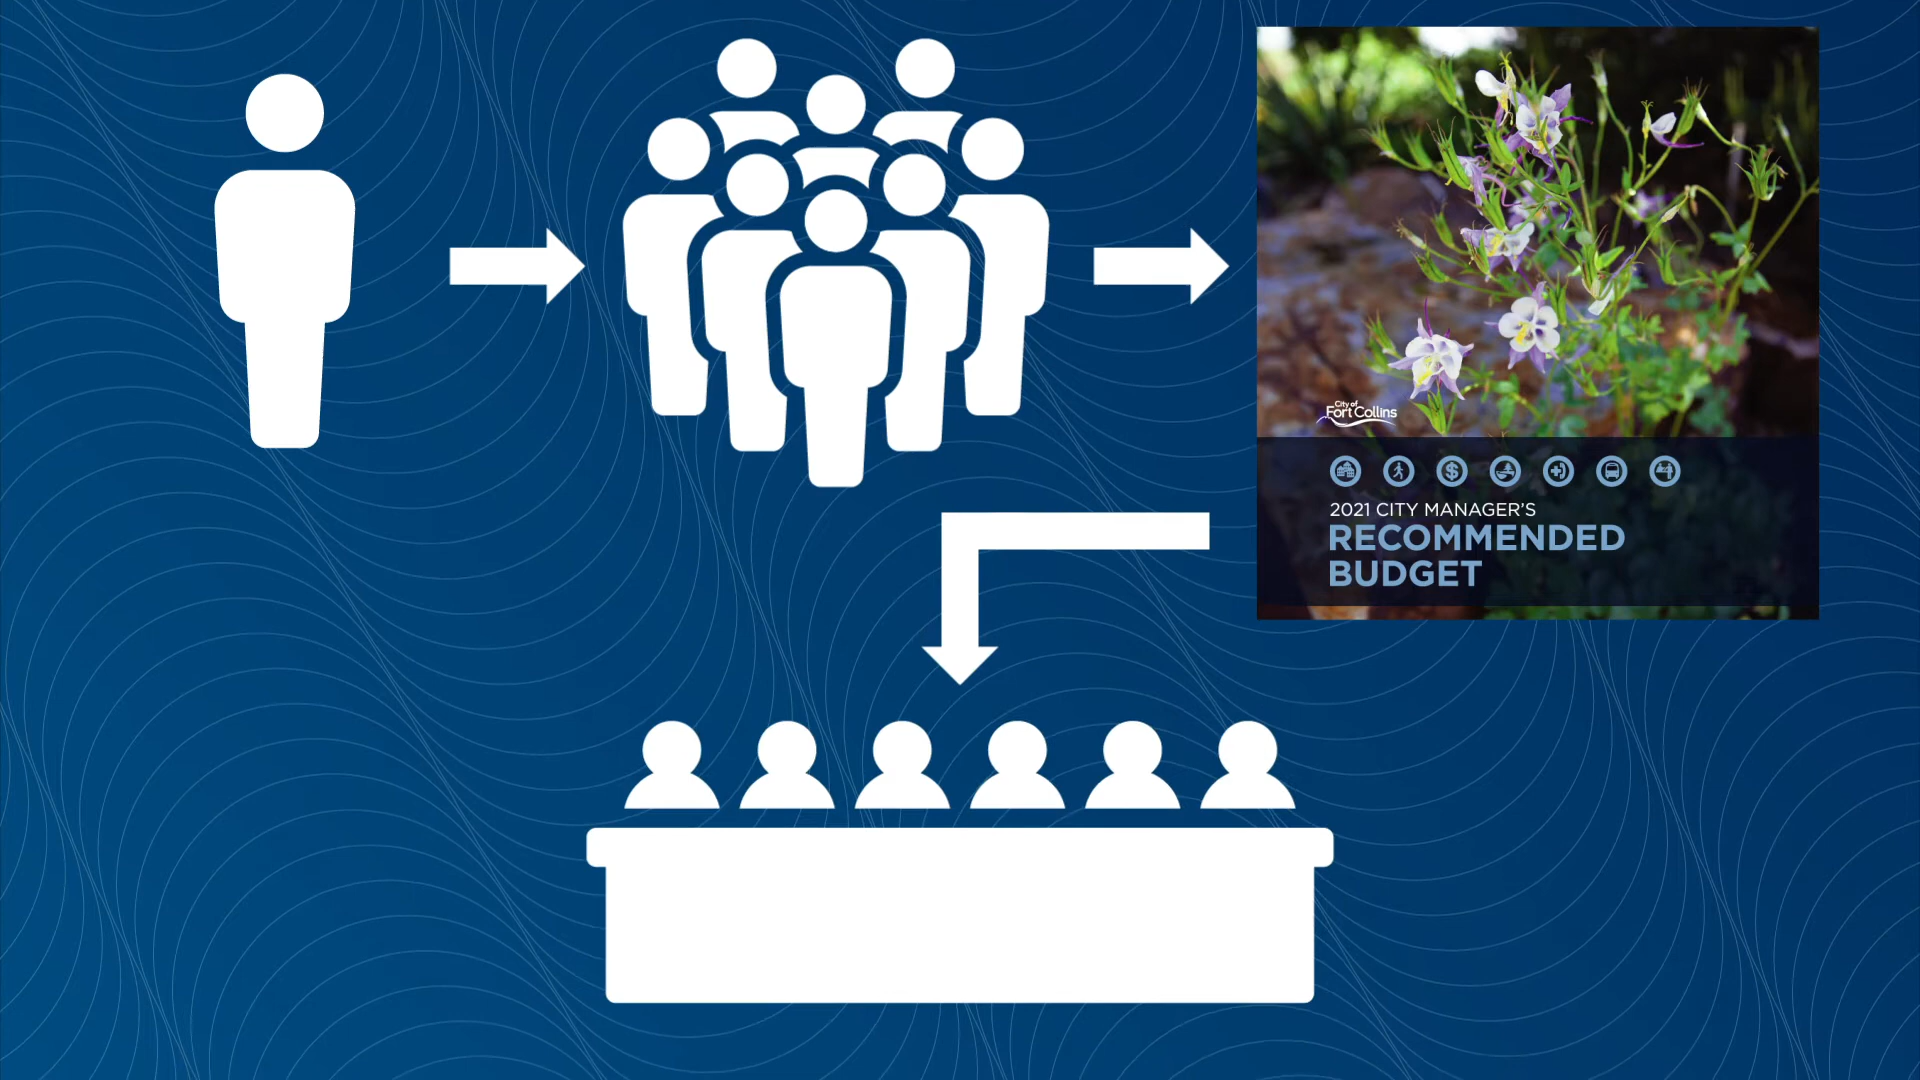 City of
Fort Collins
2021 CITY MANAGER'S
RECOMMENDED
BUDGET